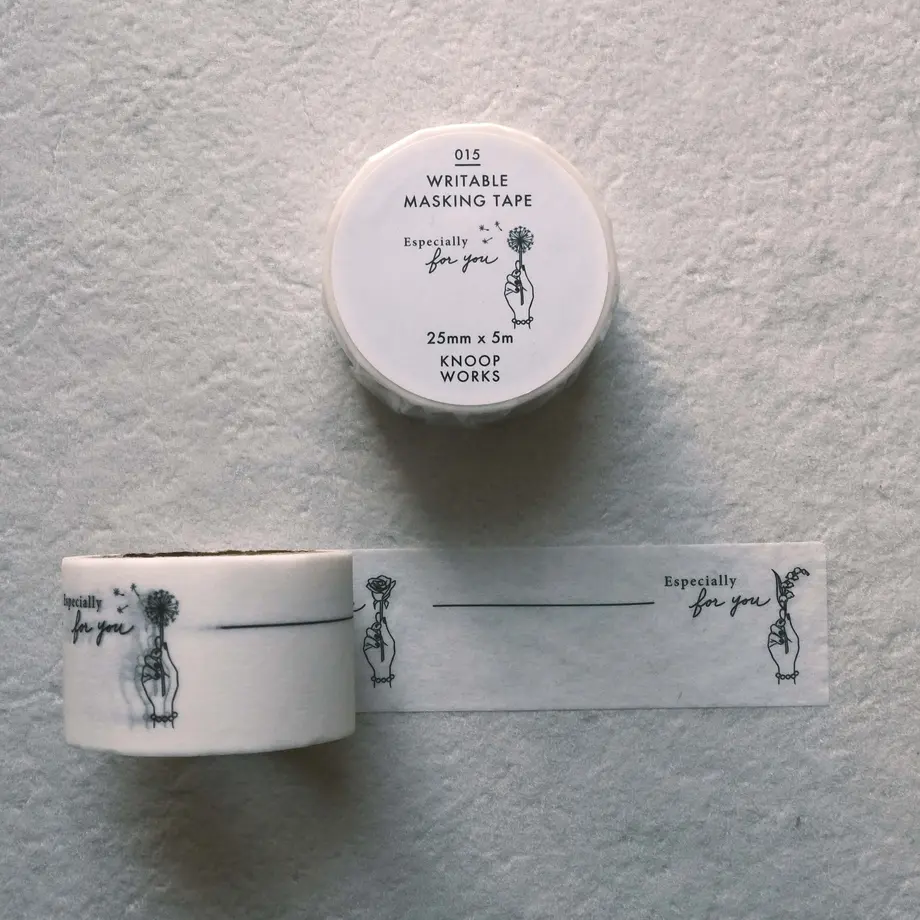 015
WRITABLE
MASKING TAPE
Especially
for you
25mm x 5m
KNOOP
WORKS
Especially
for you
Especially
for you